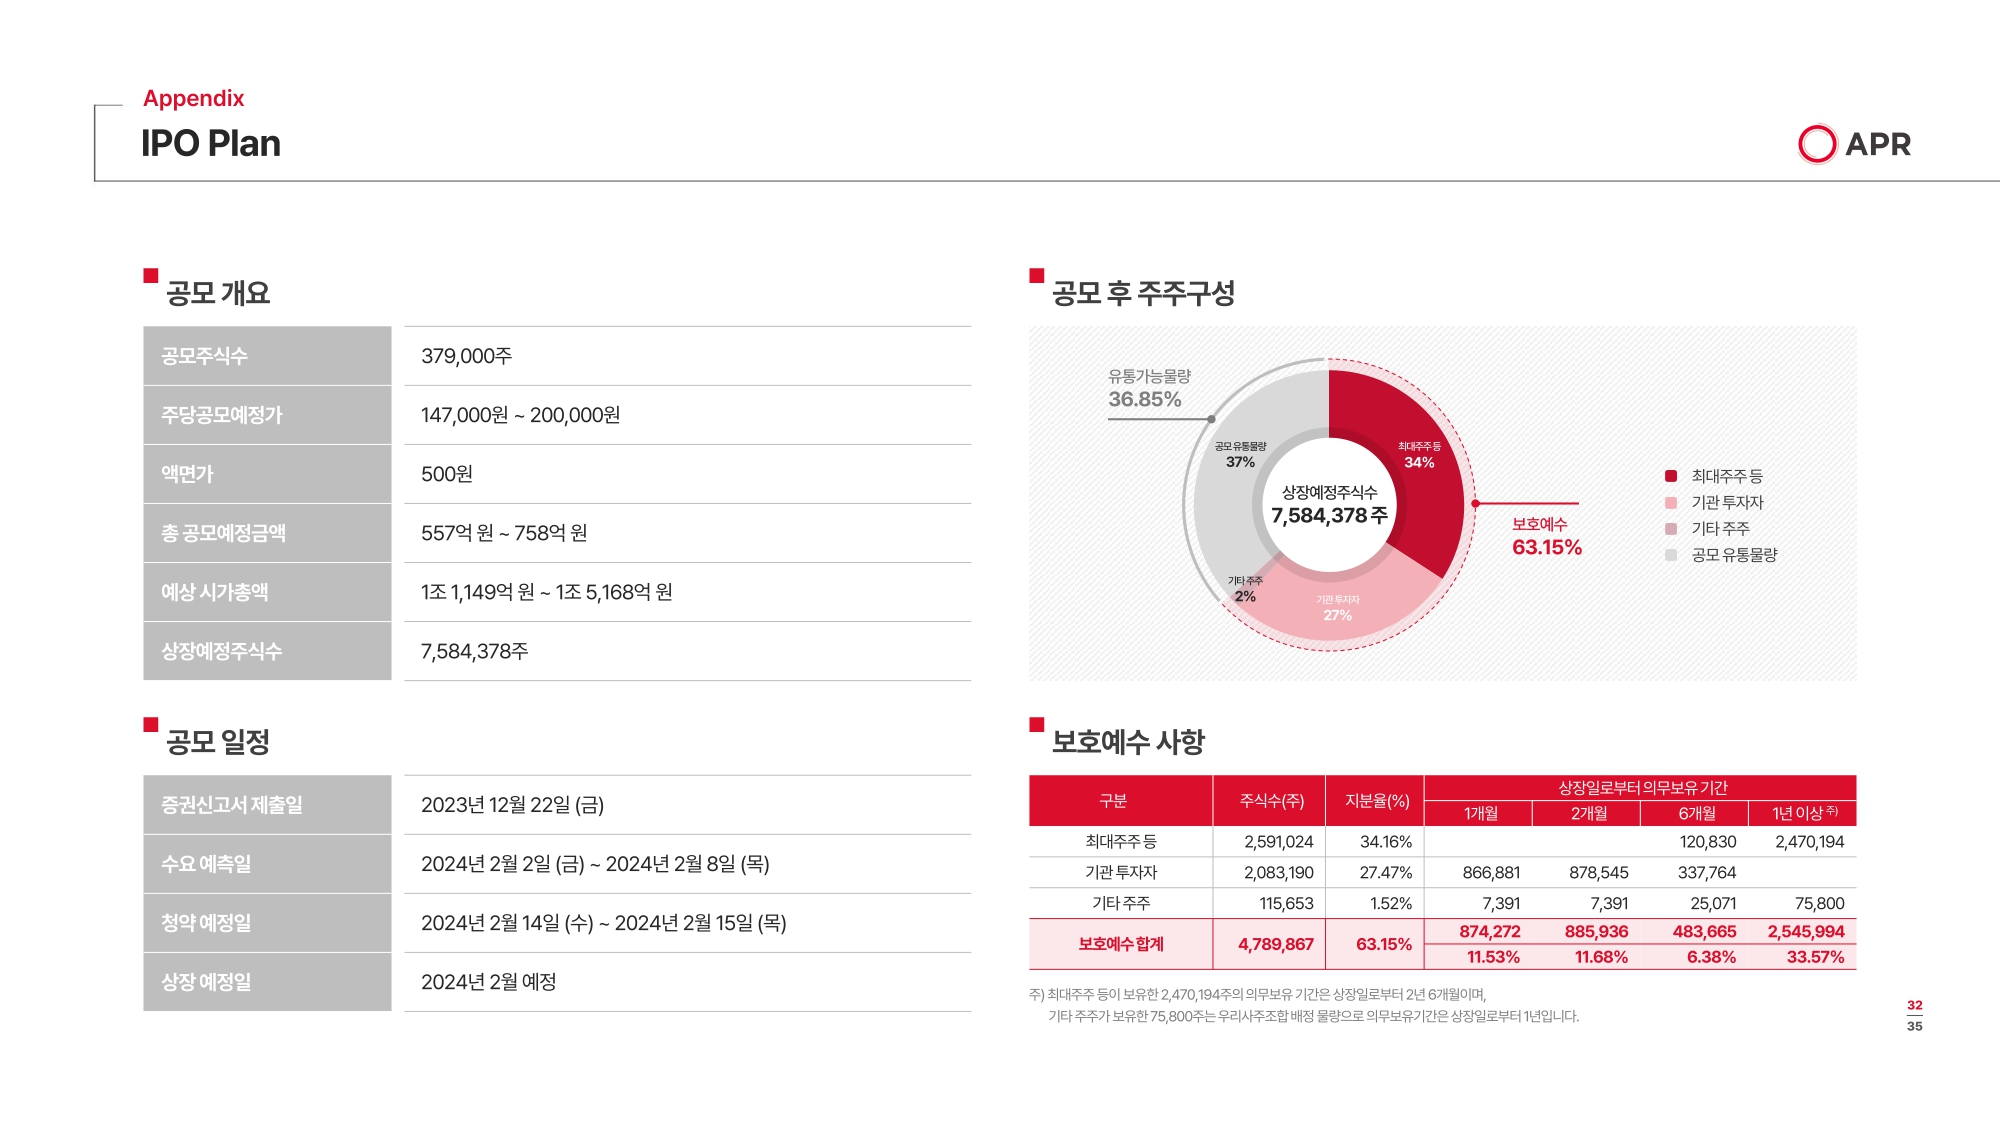 Appendix
IPO Plan
APR
공모 개요
공모주식수 379,000주
주당공모예정가 147,000원 ~ 200,000원
액면가 500원
총 공모예정금액 557억 원 ~ 758억 원
예상 시가총액 1조 1,149억 원 ~ 1조 5,168억 원
상장예정주식수 7,584,378주
공모 일정
증권신고서 제출일 2023년 12월 22일 (금)
수요 예측일 2024년 2월 2일 (금) ~ 2024년 2월 8일 (목)
청약 예정일 2024년 2월 14일 (수) ~ 2024년 2월 15일 (목)
상장 예정일 2024년 2월 예정
공모 후 주주구성
유통가능물량
36.85%
공모 유통물량
37%
최대주주 등
34%
상장예정주식수
7,584,378 주
기타 주주
2%
기관 투자자
27%
보호예수
63.15%
최대주주 등
기관 투자자
기타 주주
공모 유통물량
보호예수 사항
구분 주식수(주) 지분율(%) 상장일로부터 의무보유 기간
1개월 2개월 6개월 1년 이상 주)
최대주주 등 2,591,024 34.16% 120,830 2,470,194
기관 투자자 2,083,190 27.47% 866,881 878,545 337,764
기타 주주 115,653 1.52% 7,391 7,391 25,071 75,800
보호예수 합계 4,789,867 63.15% 874,272 885,936 483,665 2,545,994
11.53% 11.68% 6.38% 33.57%
주) 최대주주 등이 보유한 2,470,194주의 의무보유 기간은 상장일로부터 2년 6개월이며,
기타 주주가 보유한 75,800주는 우리사주조합 배정 물량으로 의무보유기간은 상장일로부터 1년입니다.
32
35